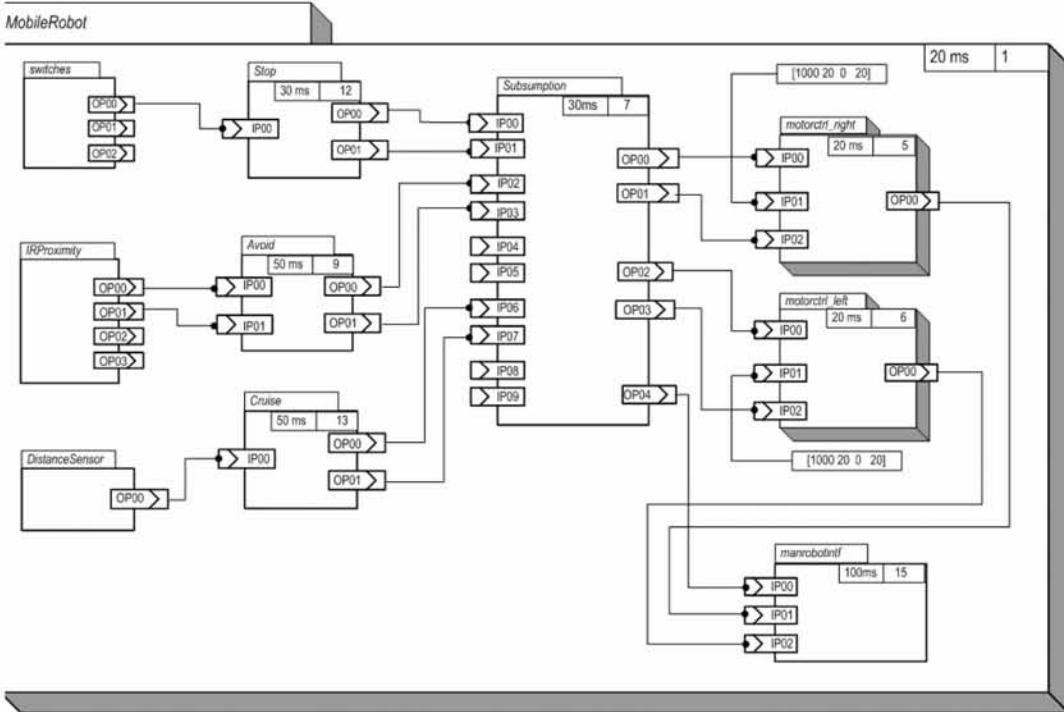 MobileRobot
20 ms 1
switches
OP00
OP01
OP02
Stop
30 ms 12
IP00
OP00
OP01
Subsumption
30ms 7
IP00
IP01
IP02
IP03
IP04
IP05
IP06
IP07
IP08
IP09
OP00
OP01
OP02
OP03
OP04
[1000 20 0 20]
motorctrl_right
20 ms 5
IP00
IP01
IP02
OP00
IRProximity
OP00
OP01
OP02
OP03
Avoid
50 ms 9
IP00
IP01
OP00
OP01
motorctrl_left
20 ms 6
IP00
IP01
IP02
OP00
[1000 20 0 20]
Cruise
50 ms 13
IP00
OP00
OP01
DistanceSensor
OP00
manrobotintf
100ms 15
IP00
IP01
IP02